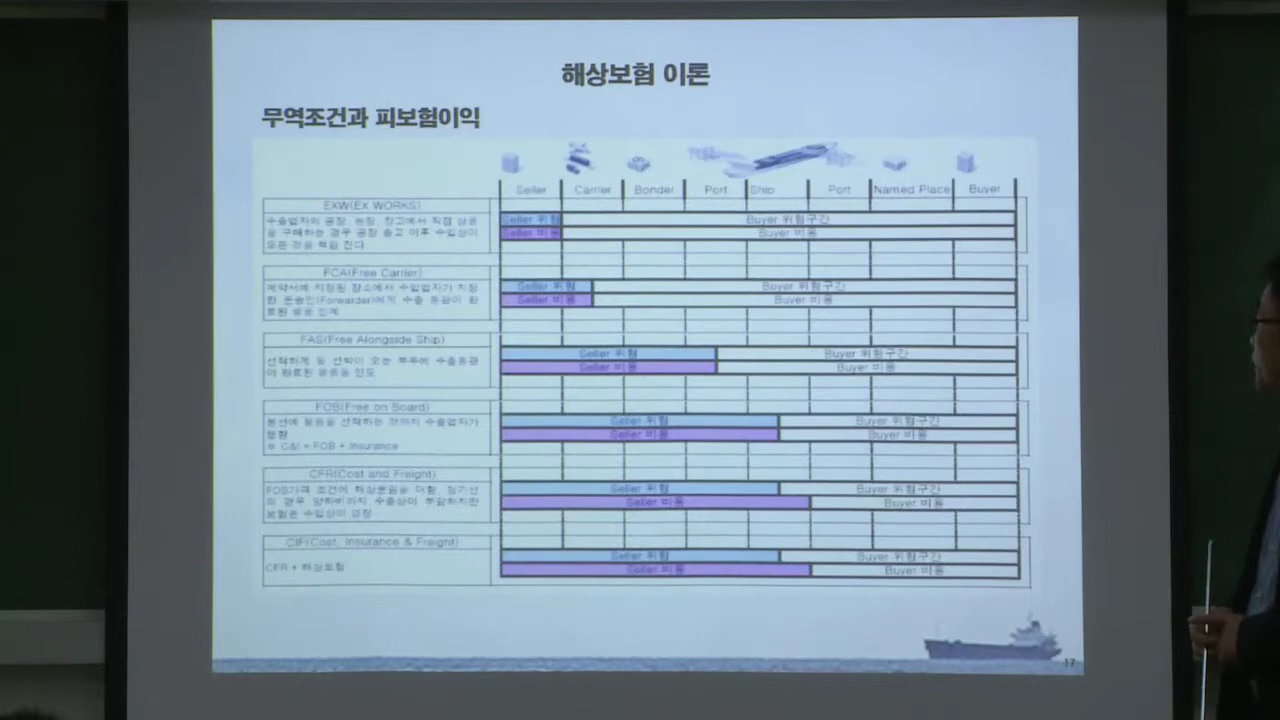 해상보험 이론
무역조건과 피보험이익
Seller Carrier Bonder Port Ship Port Named Place Buyer
EXW(EX WORKS)
수출업자의 공장, 농장, 창고에서 직접 상품
을 구매하는 경우 공장 출고 이후 수입상이
모든 것을 책임 진다
Seller 위험 Buyer 위험구간
Seller 비용 Buyer 비용
FCA(Free Carrier)
계약서에 지정된 장소에서 수입업자가 지정
한 운송인(Forwarder)에게 수출 통관이 완
료된 물품 인계
Seller 위험 Buyer 위험구간
Seller 비용 Buyer 비용
FAS(Free Alongside Ship)
선적하게 될 선박이 오는 부두에 수출통관
이 완료된 물품을 인도
Seller 위험 Buyer 위험구간
Seller 비용 Buyer 비용
FOB(Free on Board)
본선에 물품을 선적하는 것까지 수출업자가
행함
= FOB + Insurance
Seller 위험 Buyer 위험구간
Seller 비용 Buyer 비용
CFR(Cost and Freight)
FOB가격 조건에 해상운임을 더함, 정기선
의 경우 양하비까지 수출상이 부담하지만
보험은 수입상이
Seller 위험 Buyer 위험구간
Seller 비용 Buyer 비용
CIF(Cost, Insurance & Freight)
CFR + 해상보험
Seller 위험 Buyer 위험구간
Seller 비용 Buyer 비용
17